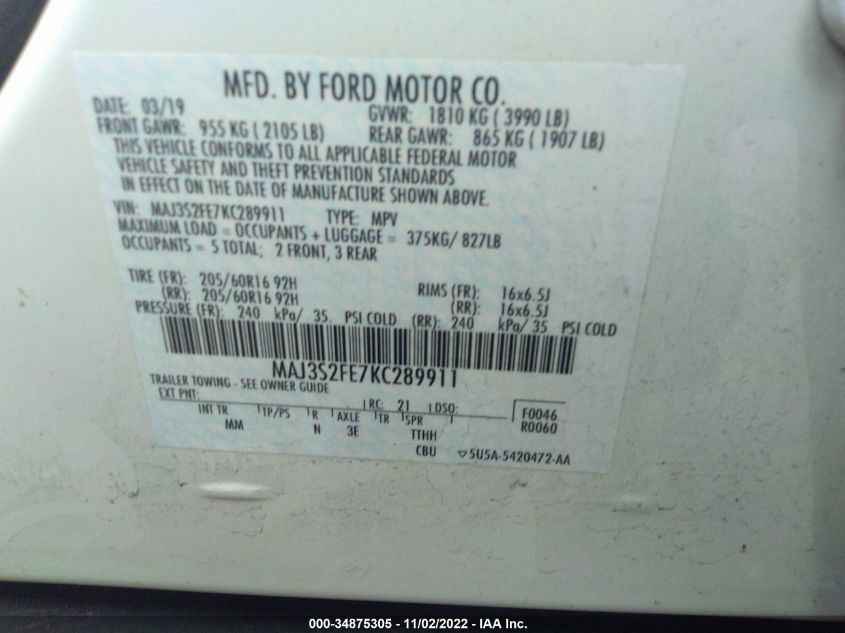 MFD. BY FORD MOTOR CO.
DATE: 03/19 GVWR: 1810 KG ( 3990 LB)
FRONT GAWR: 955 KG ( 2105 LB) REAR GAWR: 865 KG ( 1907 LB)
THIS VEHICLE CONFORMS TO ALL APPLICABLE FEDERAL MOTOR
VEHICLE SAFETY AND THEFT PREVENTION STANDARDS
IN EFFECT ON THE DATE OF MANUFACTURE SHOWN ABOVE.
VIN: MAJ3S2FE7KC289911 TYPE: MPV
MAXIMUM LOAD = OCCUPANTS + LUGGAGE = 375KG/ 827LB
OCCUPANTS = 5 TOTAL; 2 FRONT, 3 REAR
TIRE (FR): 205/60R16 92H RIMS (FR): 16x6.5J
(RR): 205/60R16 92H (RR): 16x6.5J
PRESSURE (FR): 240 kPa/ 35 PSI COLD (RR): 240 kPa/ 35 PSI COLD
MAJ3S2FE7KC289911
TRAILER TOWING - SEE OWNER GUIDE
EXT PNT: RC: 21 DSO: F0046
INT TR TP/PS R AXLE TR SPR R0060
MM N 3E TTHH
CBU 5U5A-5420472-AA
000-34875305 - 11/02/2022 - IAA Inc.